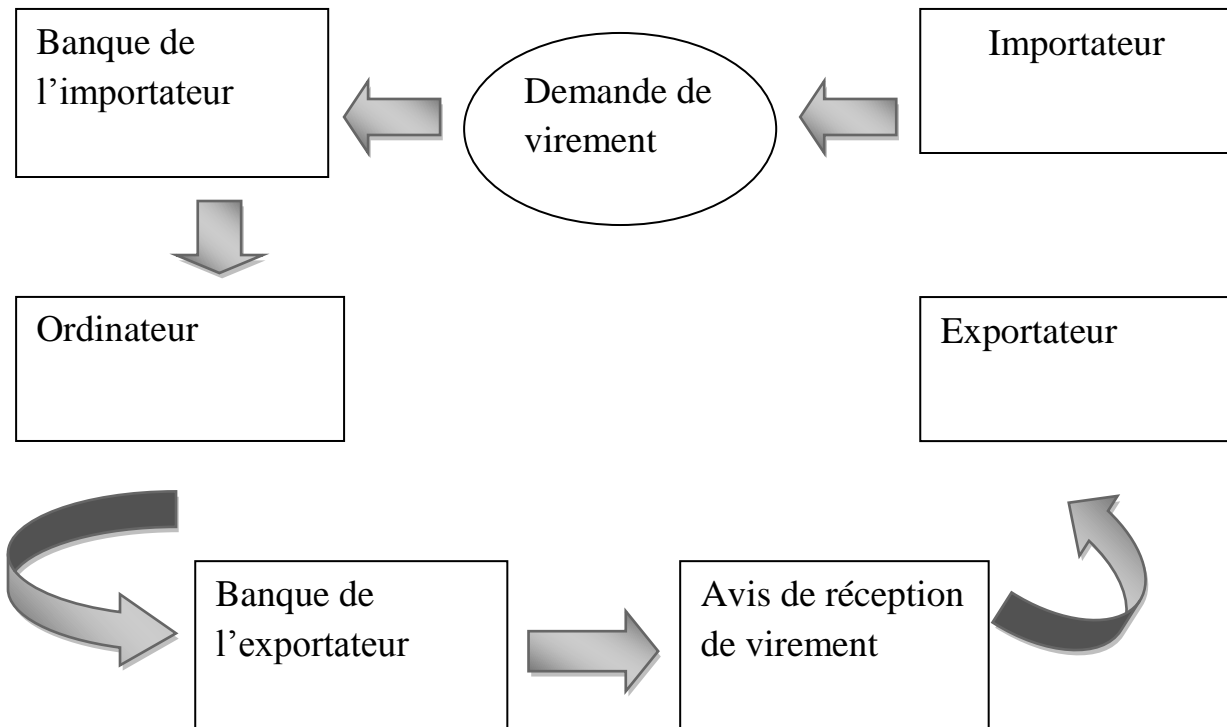 Banque de
l’importateur
Demande de
virement
Importateur
Ordinateur
Exportateur
Banque de
l’exportateur
Avis de réception
de virement